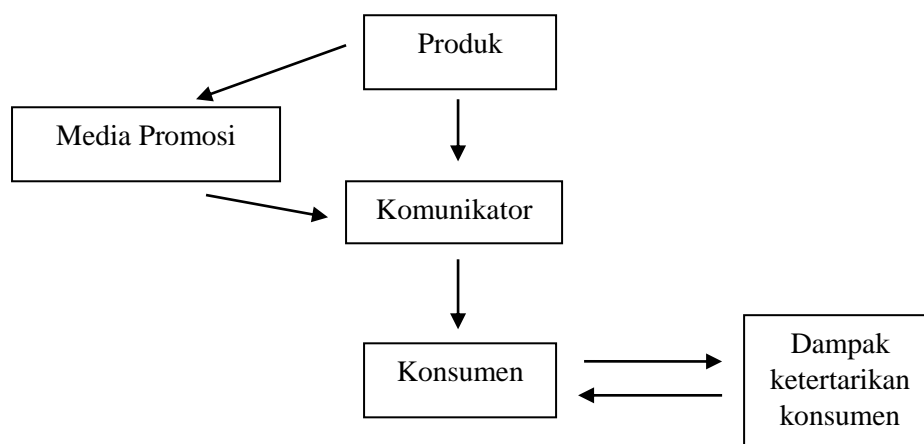 Produk
Media Promosi
Komunikator
Konsumen
Dampak
ketertarikan
konsumen